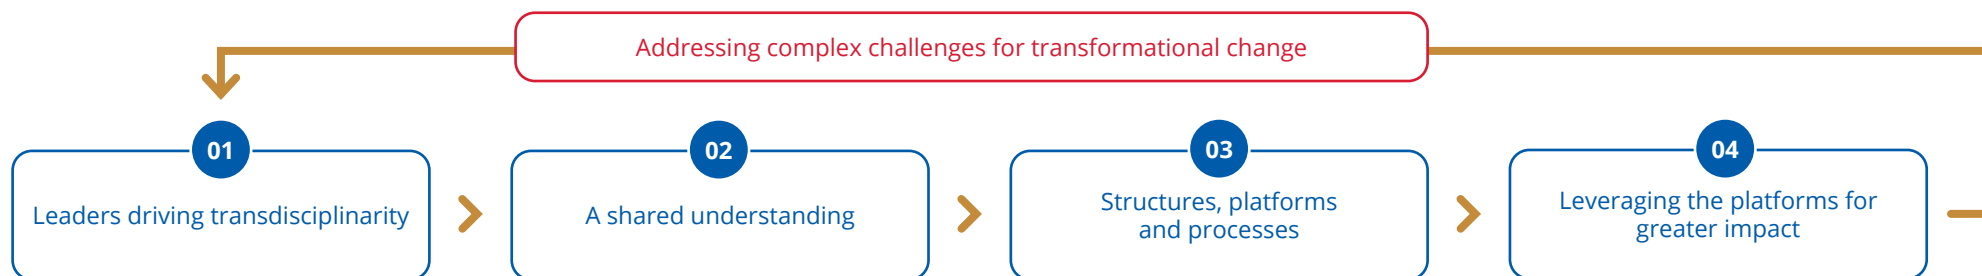 Addressing complex challenges for transformational change
01
Leaders driving transdisciplinarity
02
A shared understanding
03
Structures, platforms
and processes
04
Leveraging the platforms for
greater impact